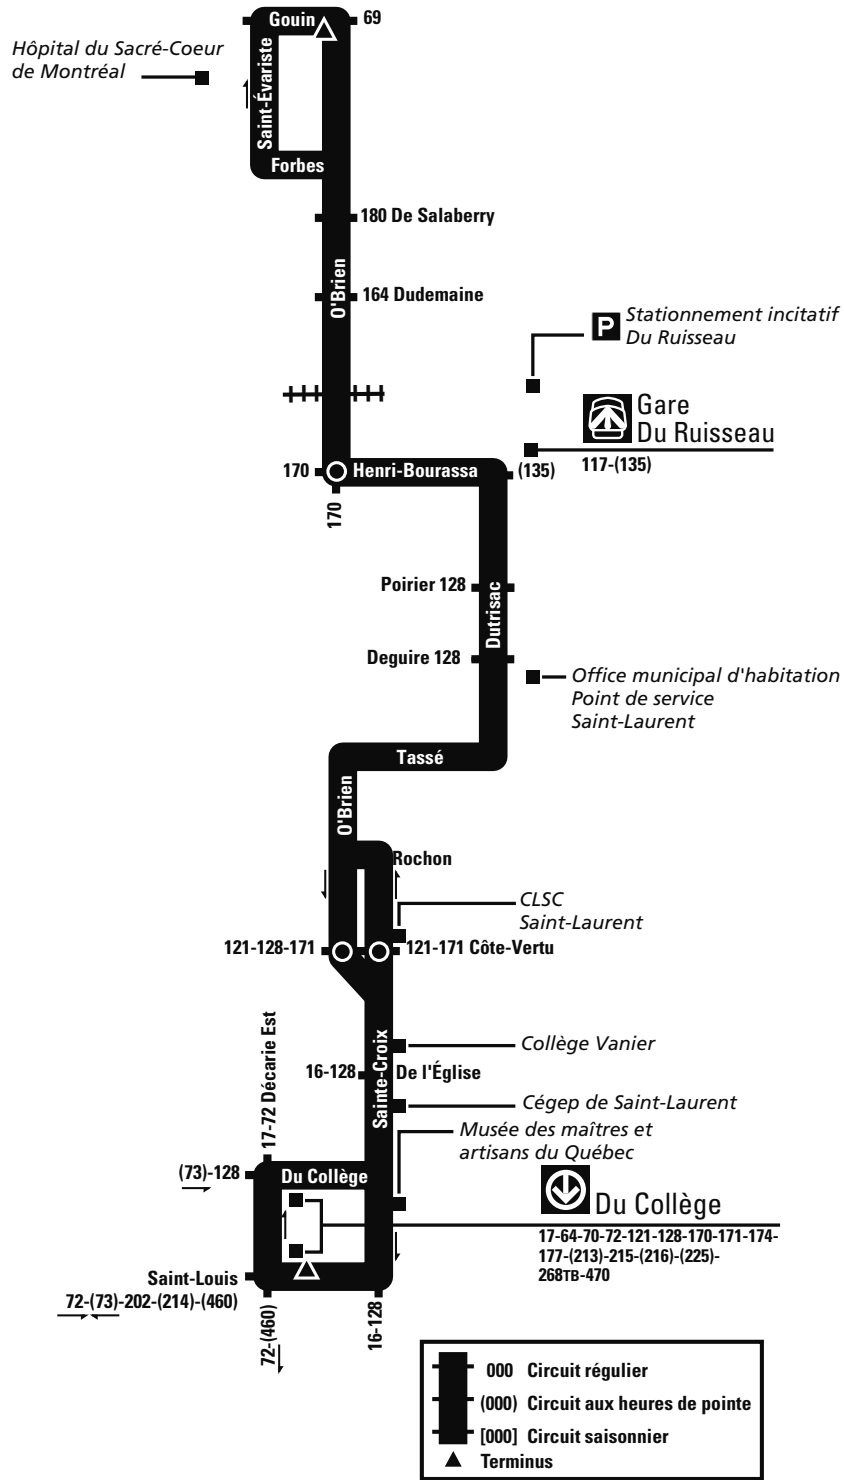 Gouin
69
Hôpital du Sacré-Coeur
de Montréal
Saint-Évariste
Forbes
180 De Salaberry
O'Brien
164 Dudemaine
P
Stationnement incitatif
Du Ruisseau
Gare
Du Ruisseau
117-(135)
170
Henri-Bourassa
(135)
170
Poirier 128
Dutrisac
Deguire 128
Office municipal d'habitation
Point de service
Saint-Laurent
Tassé
O'Brien
Rochon
CLSC
Saint-Laurent
121-128-171
121-171 Côte-Vertu
17-72 Décarie Est
Sainte-Croix
Collège Vanier
16-128
De l'Église
Cégep de Saint-Laurent
Musée des maîtres et
artisans du Québec
(73)-128
Du Collège
Du Collège
17-64-70-72-121-128-170-171-174-
177-(213)-215-(216)-(225)-
268TB-470
Saint-Louis
72-(73)-202-(214)-(460)
72-(460)
16-128
000 Circuit régulier
(000) Circuit aux heures de pointe
[000] Circuit saisonnier
Terminus